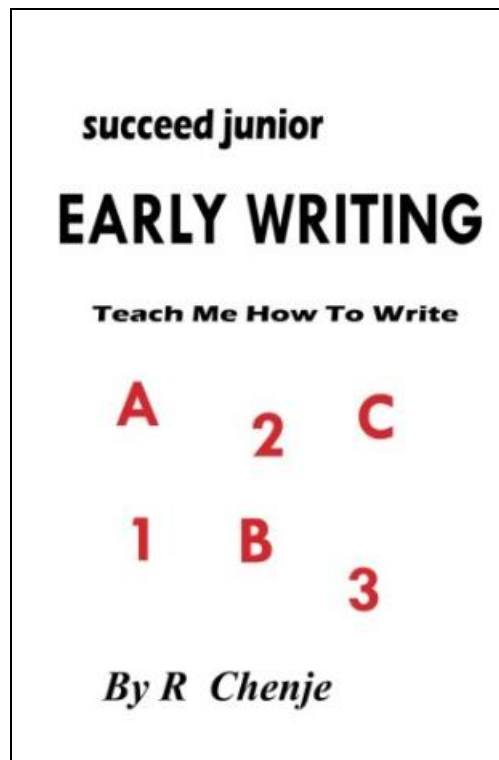 succeed junior
EARLY WRITING
Teach Me How To Write
A 2 C
1 B 3
By R Chenje